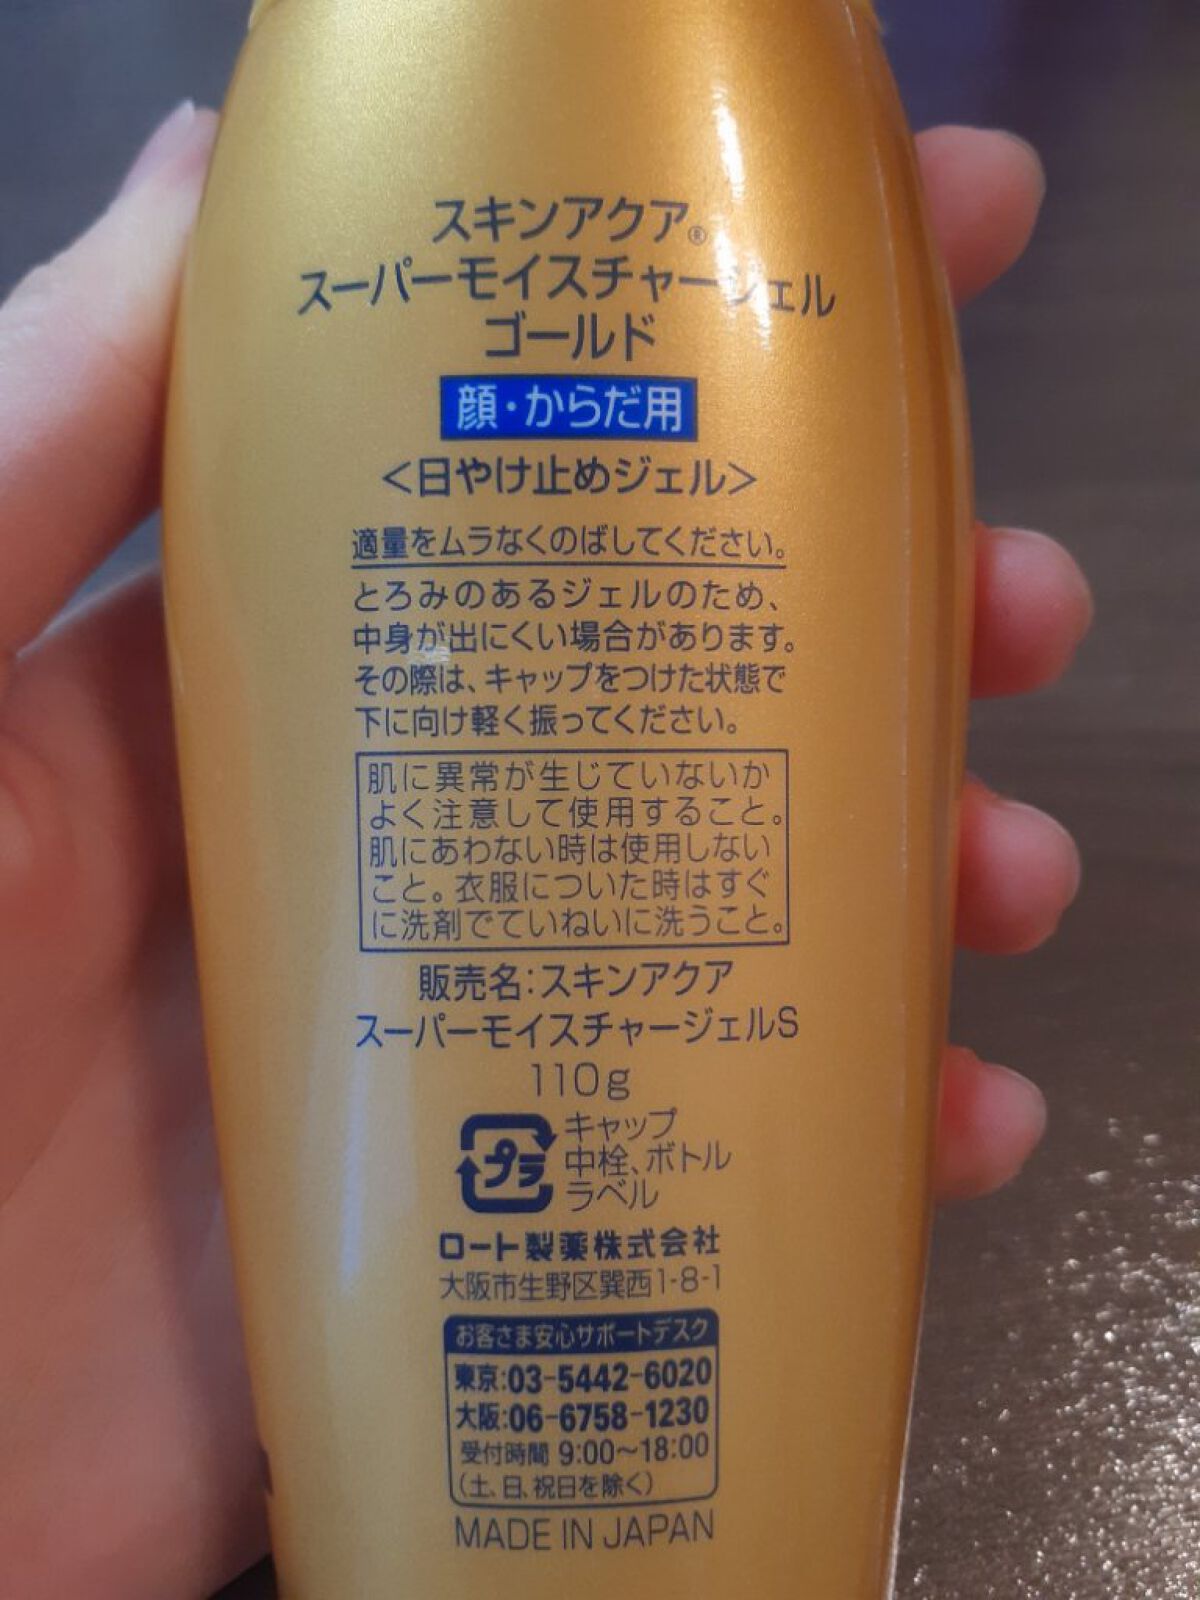 スキンアクア®
スーパーモイスチャージェル
ゴールド
顔・からだ用
<日やけ止めジェル>
適量をムラなくのばしてください。
とろみのあるジェルのため、
中身が出にくい場合があります。
その際は、キャップをつけた状態で
下に向け軽く振ってください。
肌に異常が生じていないか
よく注意して使用すること。
肌にあわない時は使用しない
こと。衣服についた時はすぐ
に洗剤でていねいに洗うこと。
販売名:スキンアクア
スーパーモイスチャージェルS
110g
プラ
キャップ
中栓、ボトル
ラベル
ロート製薬株式会社
大阪市生野区巽西1-8-1
お客さま安心サポートデスク
東京:03-5442-6020
大阪:06-6758-1230
受付時間 9:00〜18:00
(土、日、祝日を除く)
MADE IN JAPAN